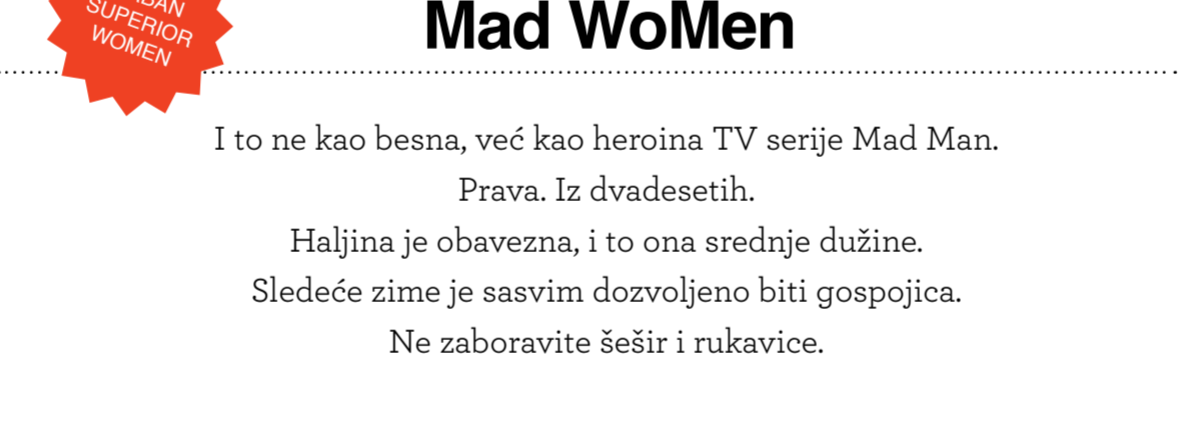 SUPERIOR
WOMEN
Mad WoMen
I to ne kao besna, već kao heroina TV serije Mad Man.
Prava. Iz dvadesetih.
Haljina je obavezna, i to ona srednje dužine.
Sledeće zime je sasvim dozvoljeno biti gospojica.
Ne zaboravite šešir i rukavice.